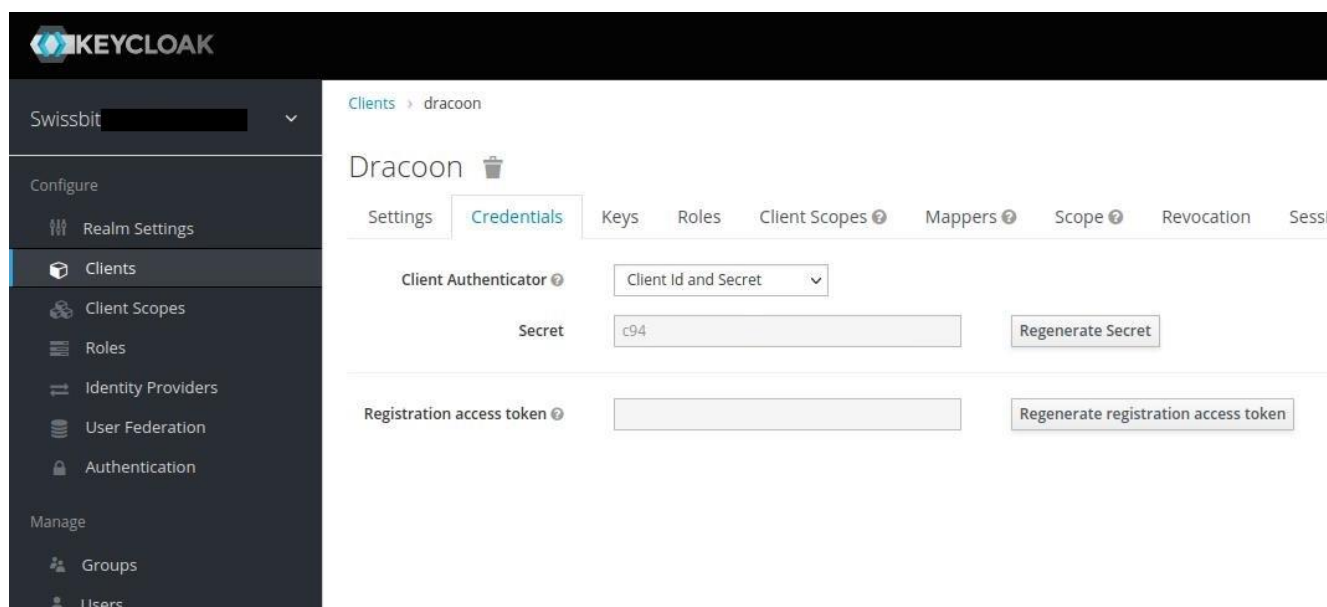 KEYCLOAK
Swissbit
Configure
Realm Settings
Clients
Client Scopes
Roles
Identity Providers
User Federation
Authentication
Manage
Groups
Users
Clients › dracoon
Dracoon
Settings Credentials Keys Roles Client Scopes Mappers Scope Revocation Sessi
Client Authenticator Client Id and Secret
Secret c94 Regenerate Secret
Registration access token Regenerate registration access token